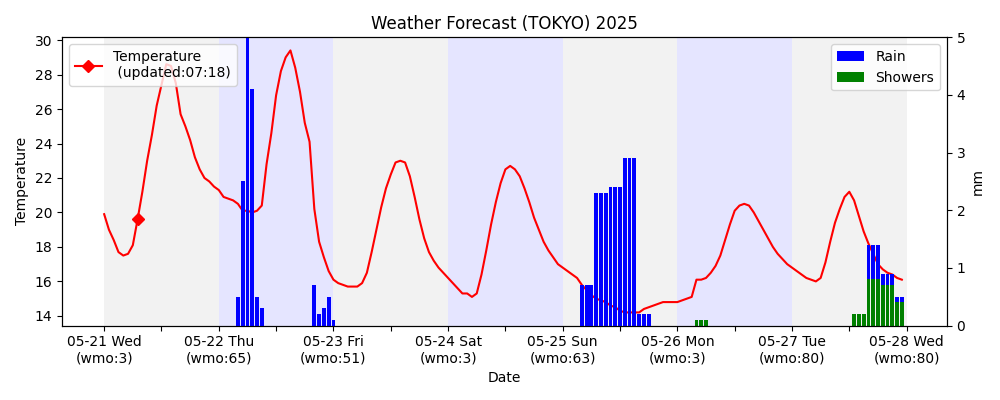 Weather Forecast (TOKYO) 2025
Temperature
(updated:07:18)
Rain
Showers
30
28
26
24
22
20
18
16
14
Temperature
5
4
3
2
1
0
mm
05-21 Wed 05-22 Thu 05-23 Fri 05-24 Sat 05-25 Sun 05-26 Mon 05-27 Tue 05-28 Wed
(wmo:3) (wmo:65) (wmo:51) (wmo:3) (wmo:63) (wmo:3) (wmo:80) (wmo:80)
Date